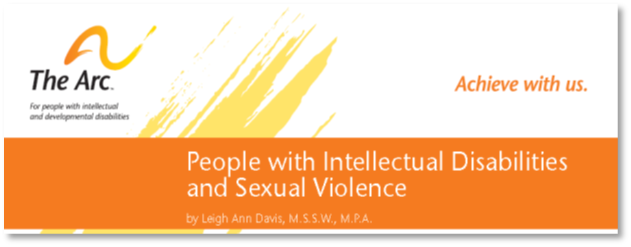 The Arc™
For people with intellectual
and developmental disabilities
Achieve with us.
People with Intellectual Disabilities
and Sexual Violence
by Leigh Ann Davis, M.S.S.W., M.P.A.